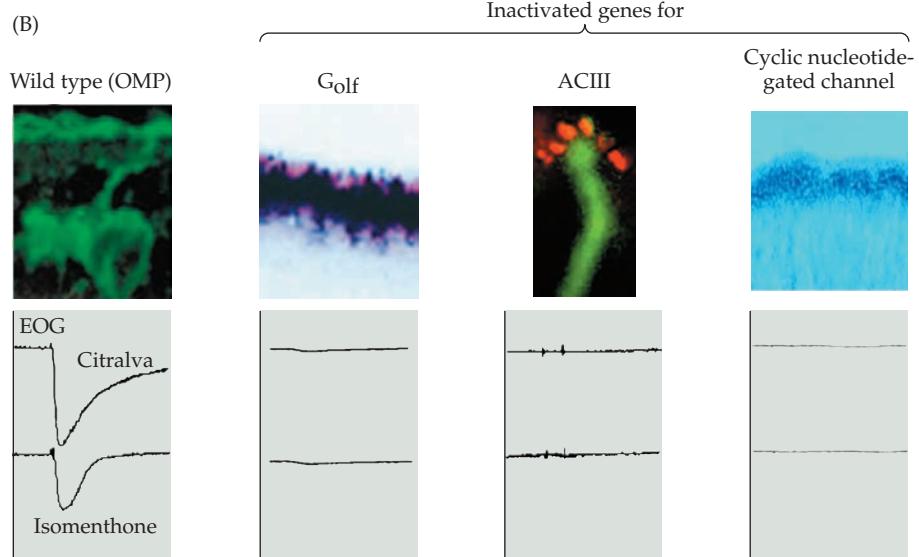 (B)
Inactivated genes for
Wild type (OMP)
Golf
ACIII
Cyclic nucleotide-
gated channel
EOG
Citralva
Isomenthone